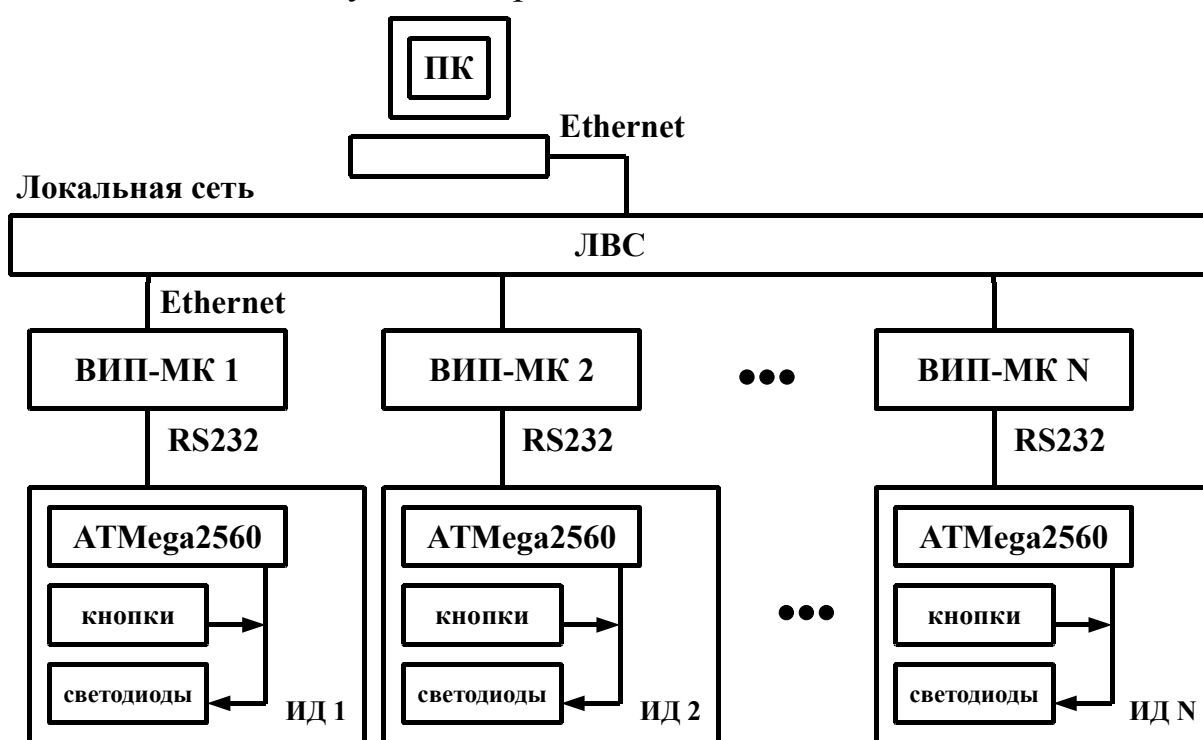 ПК
Ethernet
Локальная сеть
ЛВС
Ethernet
ВИП-МК 1
ВИП-МК 2
ВИП-МК N
RS232
RS232
RS232
ATMega2560
ATMega2560
ATMega2560
кнопки
кнопки
кнопки
светодиоды
светодиоды
светодиоды
ИД 1
ИД 2
ИД N